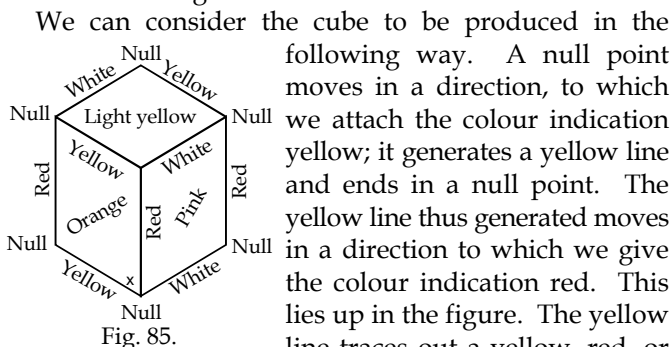 We can consider the cube to be produced in the
following way. A null point
moves in a direction, to which
we attach the colour indication
yellow; it generates a yellow line
and ends in a null point. The
yellow line thus generated moves
in a direction to which we give
the colour indication red. This
lies up in the figure. The yellow
line traces out a yellow, red, or
Null
White
Yellow
Null
Light yellow
Null
Yellow
White
Red
Orange
Red
Pink
Red
Null
Null
Yellow
x
White
Null
Fig. 85.